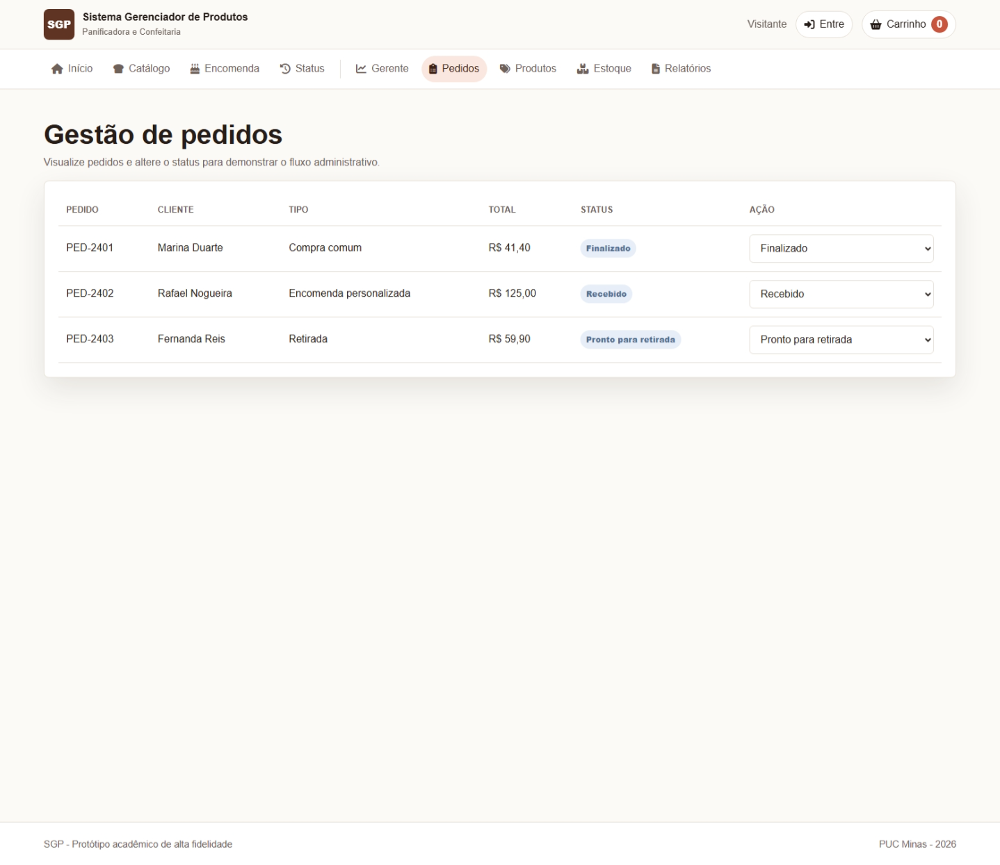 SGP
Sistema Gerenciador de Produtos
Panificadora e Confeitaria
Visitante
Entre
Carrinho 0
Início Catálogo Encomenda Status Gerente Pedidos Produtos Estoque Relatórios
Gestão de pedidos
Visualize pedidos e altere o status para demonstrar o fluxo administrativo.
PEDIDO CLIENTE TIPO TOTAL STATUS AÇÃO
PED-2401 Marina Duarte Compra comum R$ 41,40 Finalizado Finalizado
PED-2402 Rafael Nogueira Encomenda personalizada R$ 125,00 Recebido Recebido
PED-2403 Fernanda Reis Retirada R$ 59,90 Pronto para retirada Pronto para retirada
SGP - Protótipo acadêmico de alta fidelidade
PUC Minas - 2026